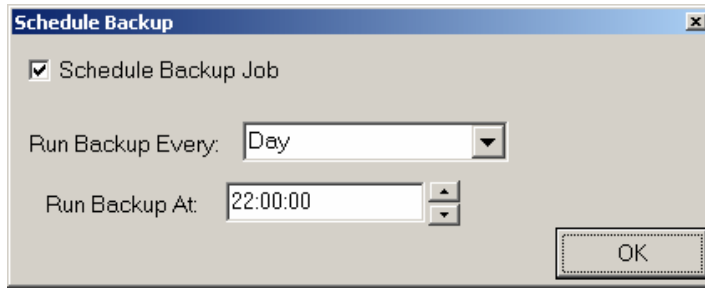 Schedule Backup
Schedule Backup Job
Run Backup Every: Day
Run Backup At: 22:00:00
OK